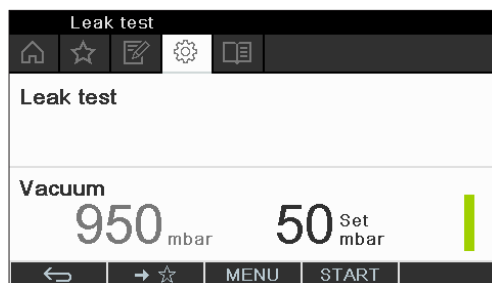 Leak test
Leak test
Vacuum
950 mbar 50 Set mbar
MENU START